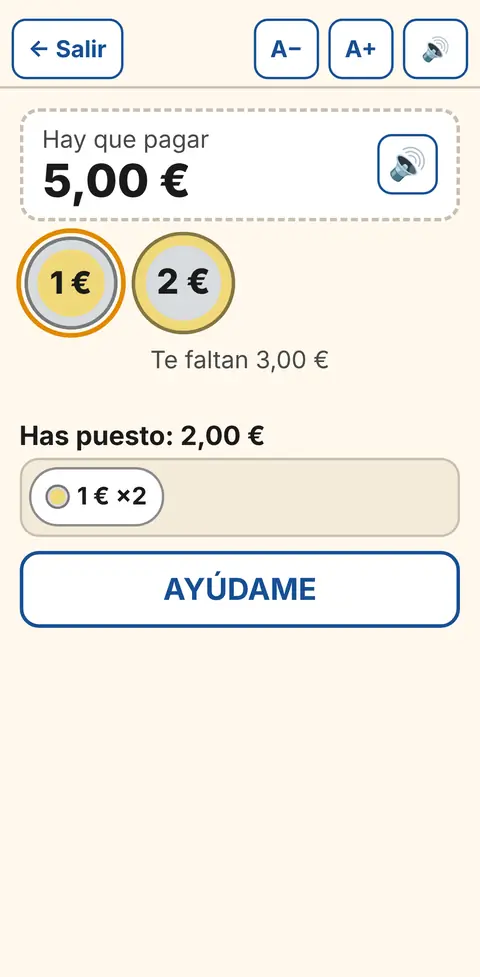 ← Salir
A−
A+
Hay que pagar
5,00 €
1 €
2 €
Te faltan 3,00 €
Has puesto: 2,00 €
1 € ×2
AYÚDAME